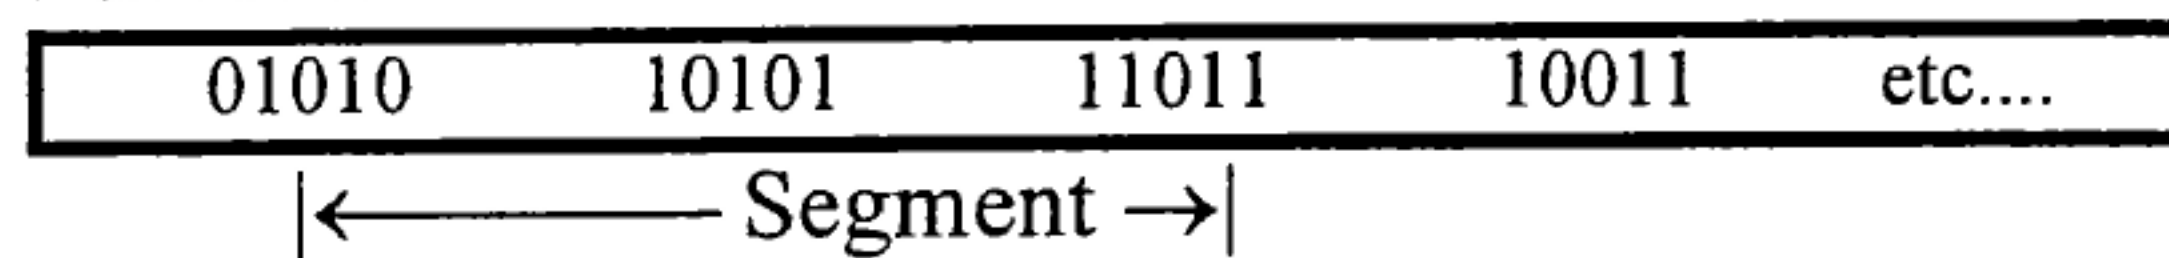 01010 10101 11011 10011 etc....
|← Segment →|